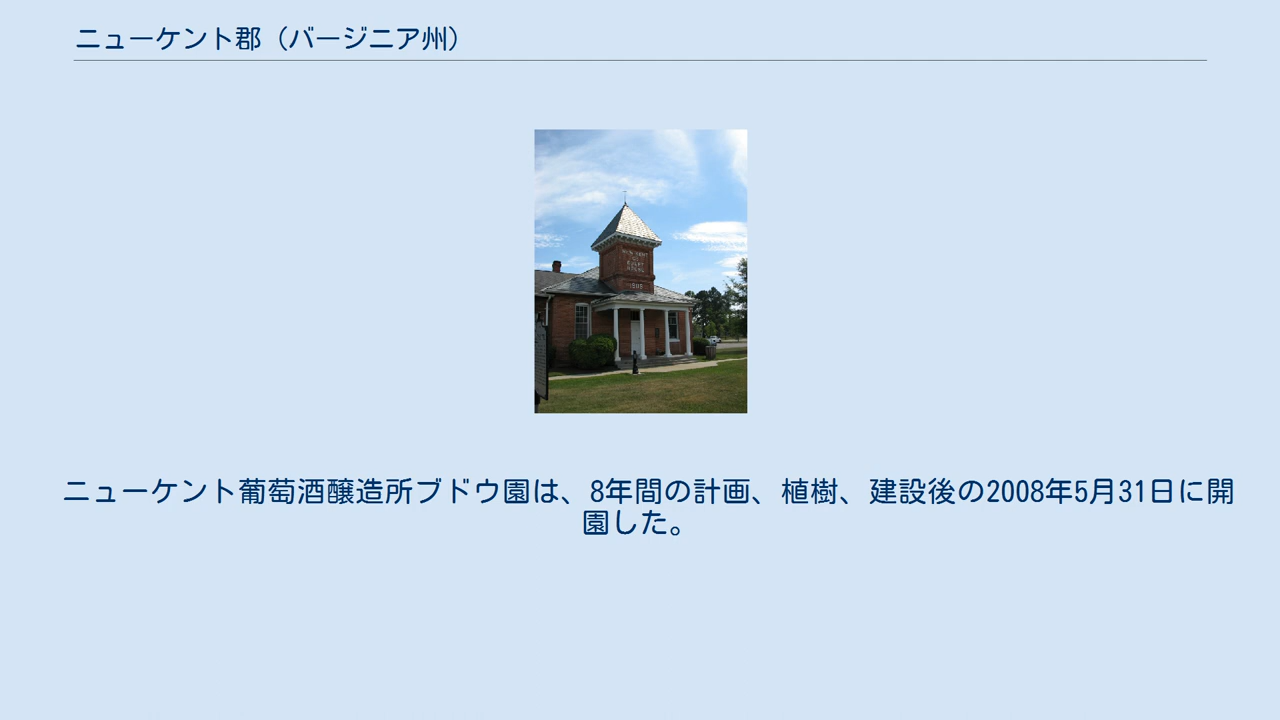 ニューケント郡（バージニア州）
1909
ニューケント葡萄酒醸造所ブドウ園は、8年間の計画、植樹、建設後の2008年5月31日に開
園した。